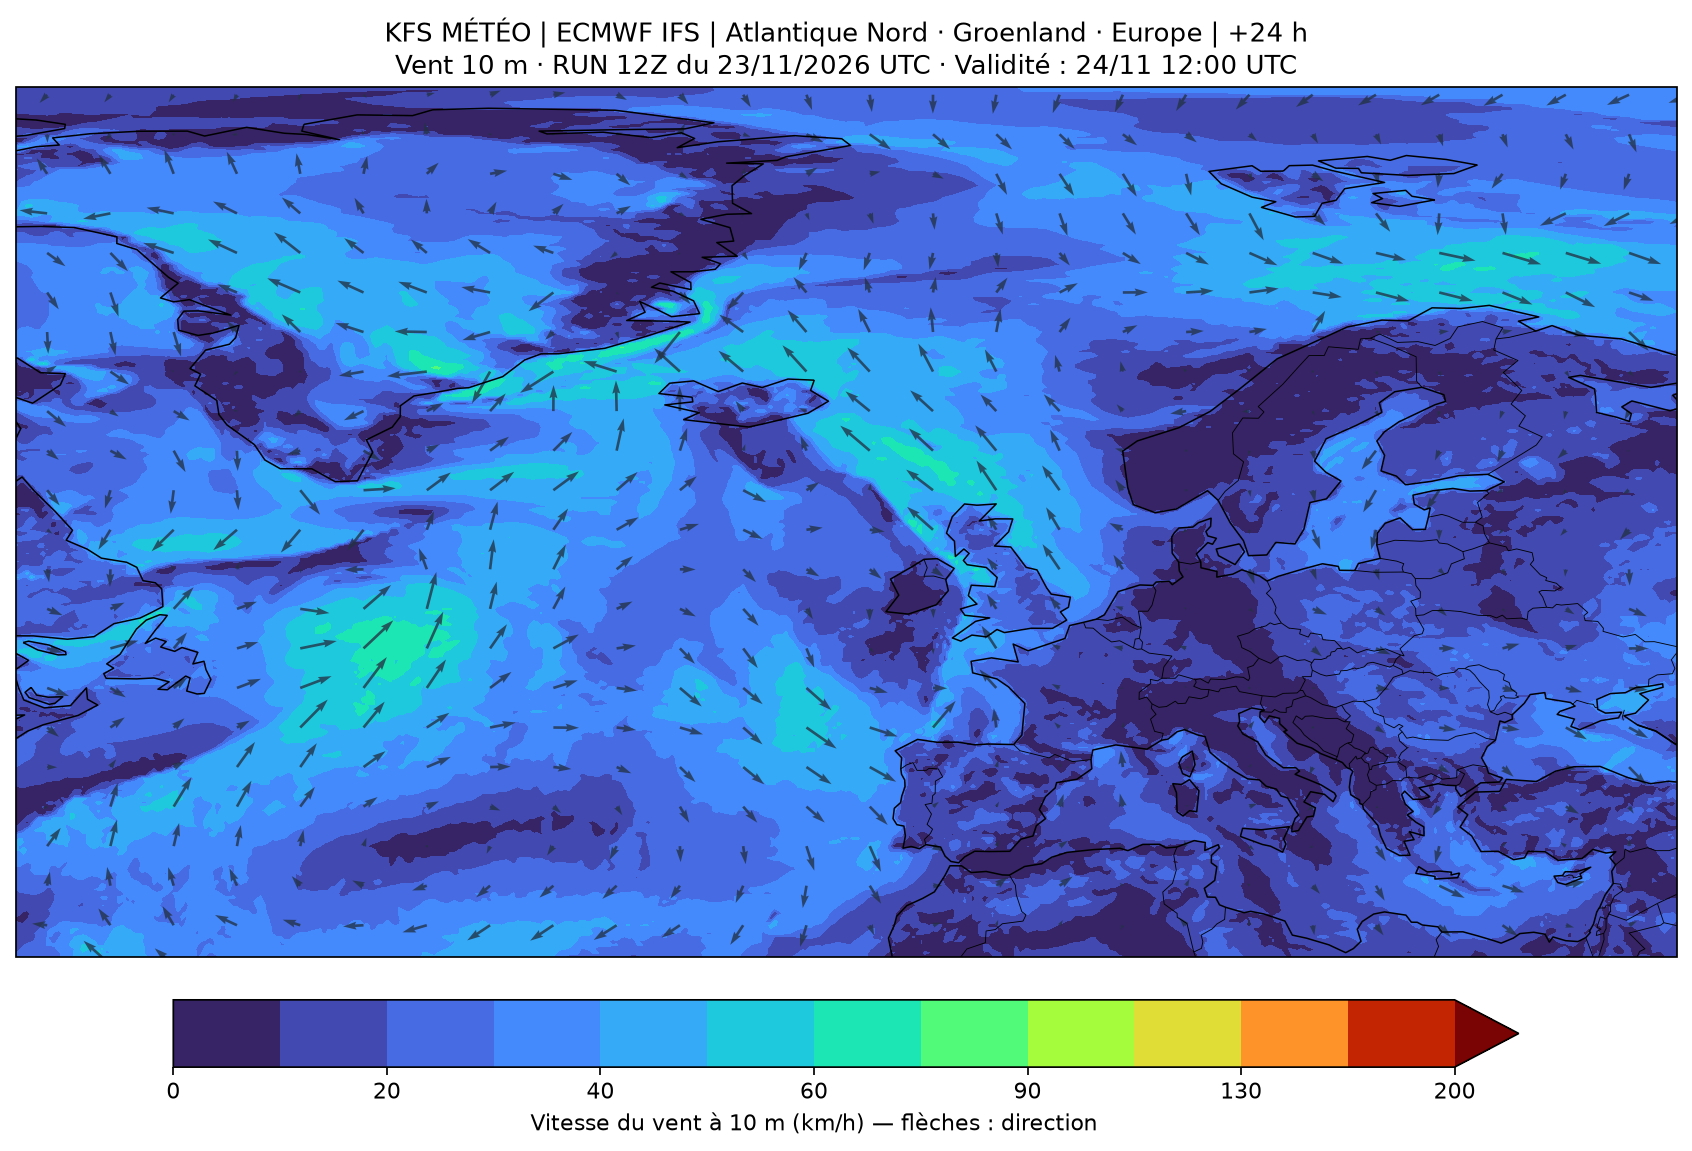 KFS MÉTÉO | ECMWF IFS | Atlantique Nord · Groenland · Europe | +24 h
Vent 10 m · RUN 12Z du 23/11/2026 UTC · Validité : 24/11 12:00 UTC
0 20 40 60 90 130 200
Vitesse du vent à 10 m (km/h) — flèches : direction